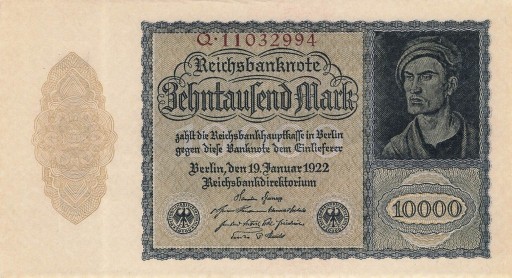 Q·11032994
Reichsbanknote
Zehntausend Mark
zahlt die Reichsbankhauptkasse in Berlin
gegen diese Banknote dem Einlieferer
Berlin, den 19. Januar 1922
Reichsbankdirektorium
10000